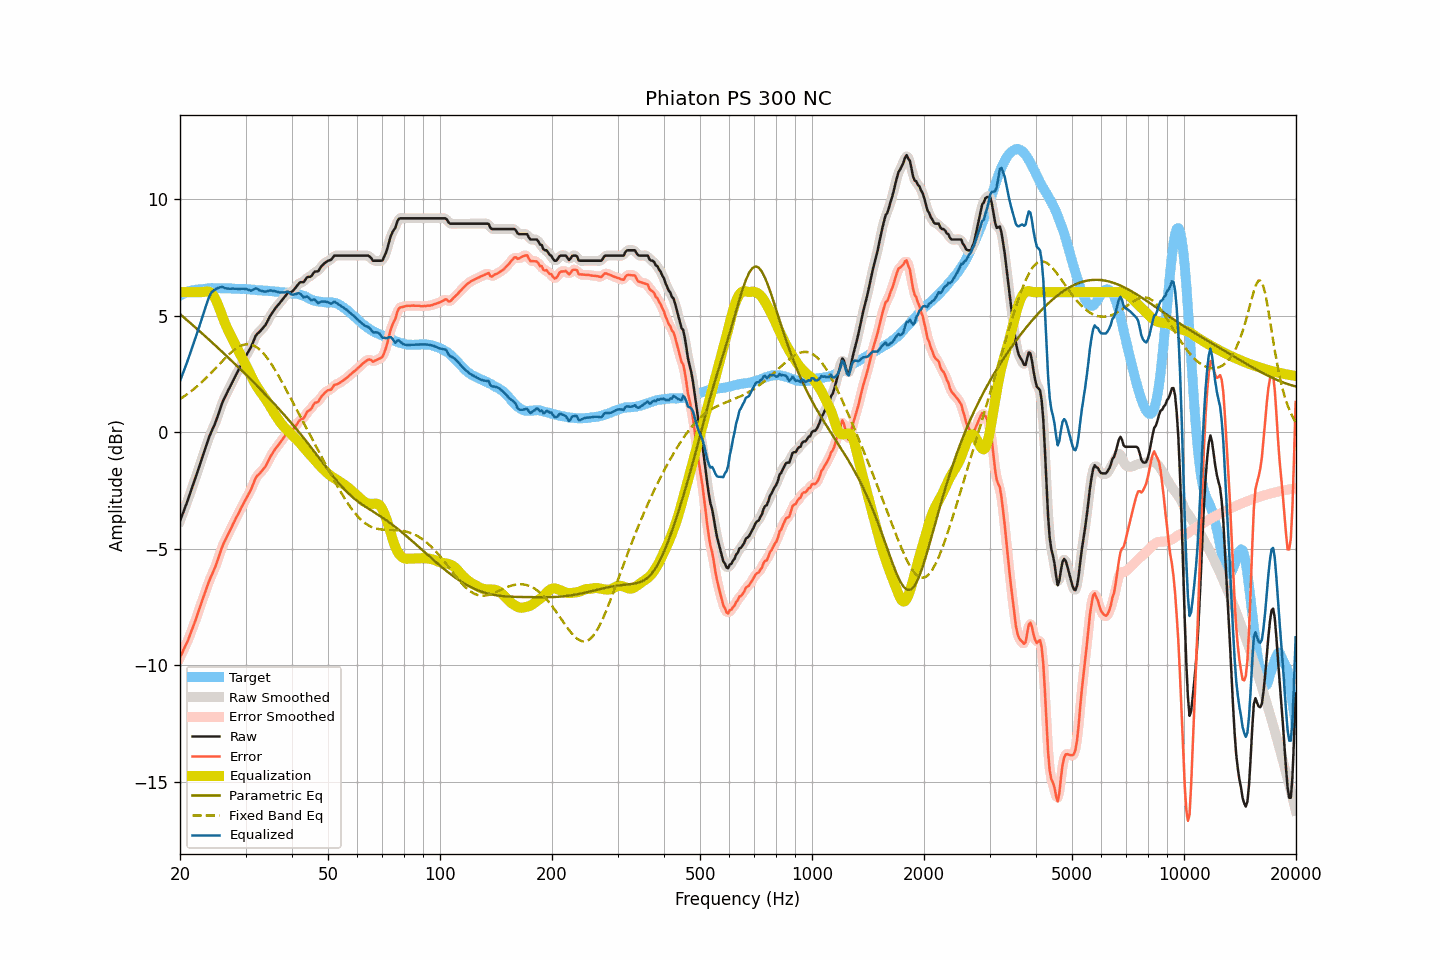 Phiaton PS 300 NC
Amplitude (dBr)
10
5
0
−5
−10
−15
Target
Raw Smoothed
Error Smoothed
Raw
Error
Equalization
Parametric Eq
Fixed Band Eq
Equalized
20 50 100 200 500 1000 2000 5000 10000 20000
Frequency (Hz)